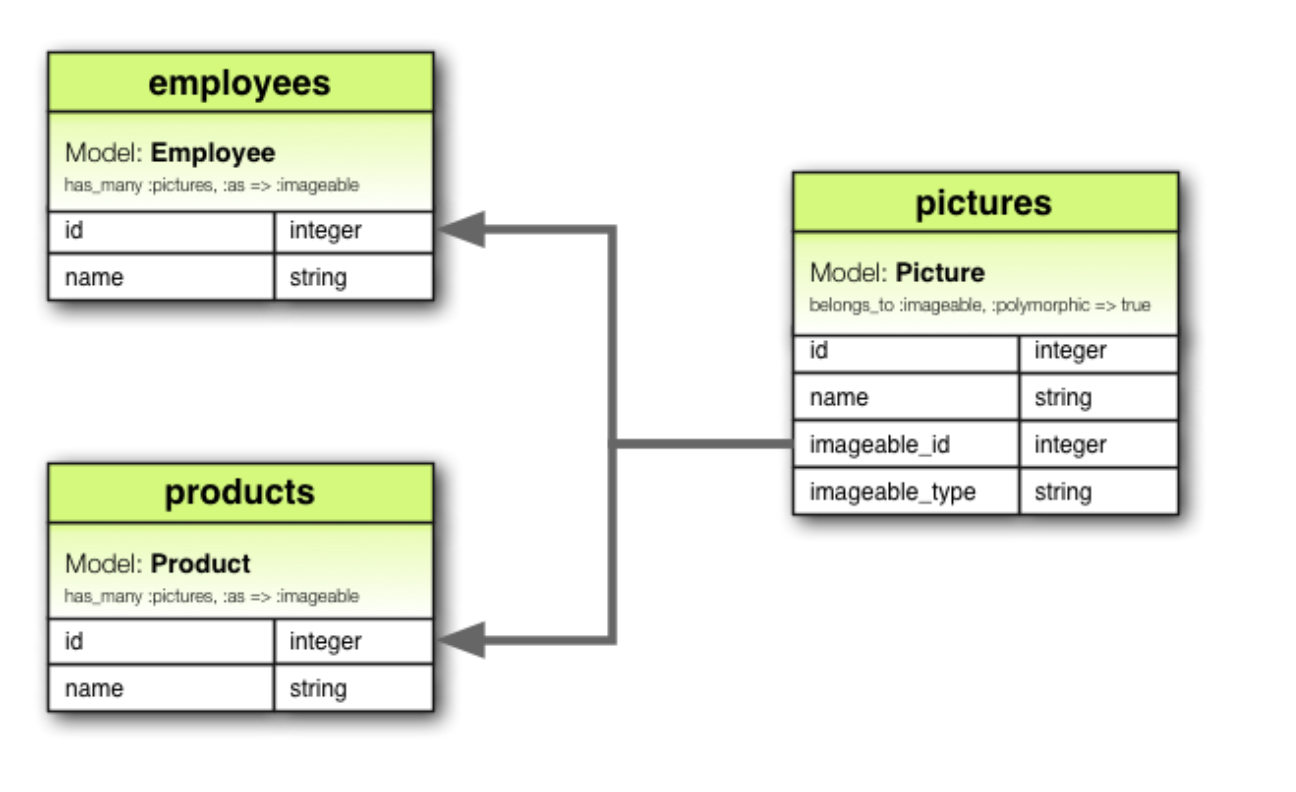 employees
Model: Employee
has_many :pictures, :as => :imageable
id integer
name string
pictures
Model: Picture
belongs_to :imageable, :polymorphic => true
id integer
name string
imageable_id integer
imageable_type string
products
Model: Product
has_many :pictures, :as => :imageable
id integer
name string